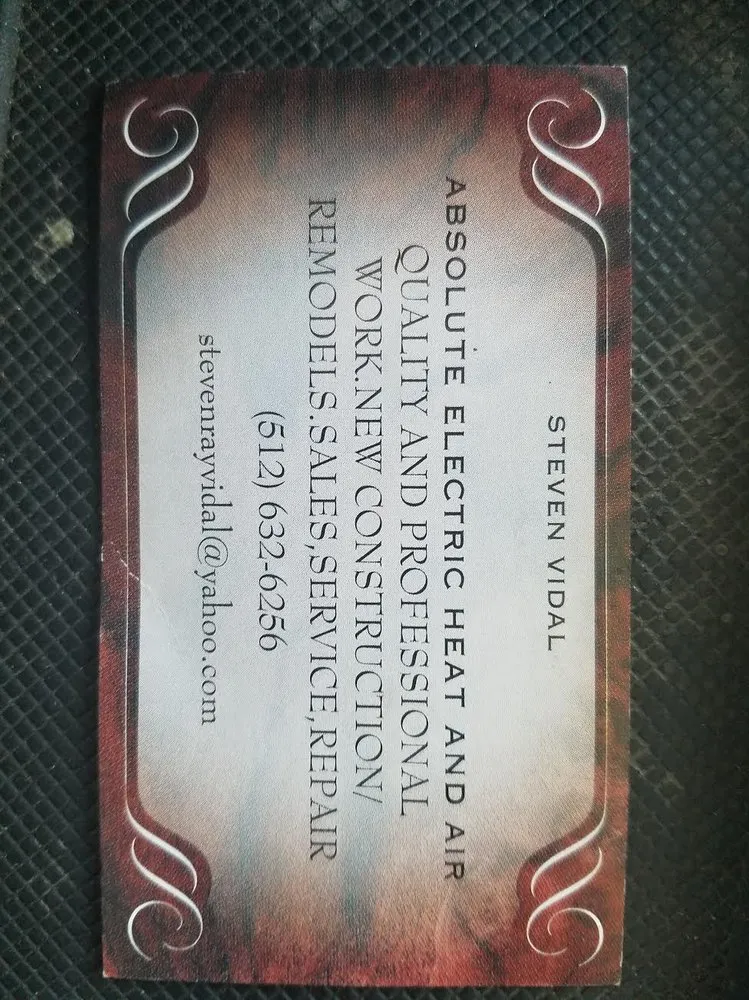 STEVEN VIDAL
ABSOLUTE ELECTRIC HEAT AND AIR
QUALITY AND PROFESSIONAL
WORK.NEW CONSTRUCTION/
REMODELS.SALES,SERVICE,REPAIR
(512) 632-6256
stevenrayvidal@yahoo.com